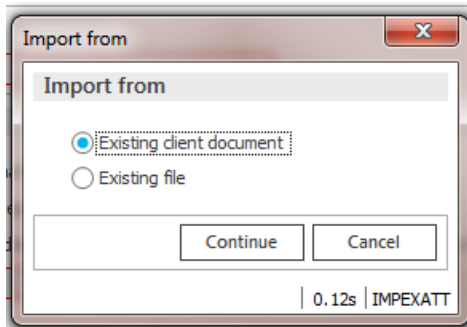 Import from
Import from
Existing client document
Existing file
Continue
Cancel
0.12s
IMPEXATT